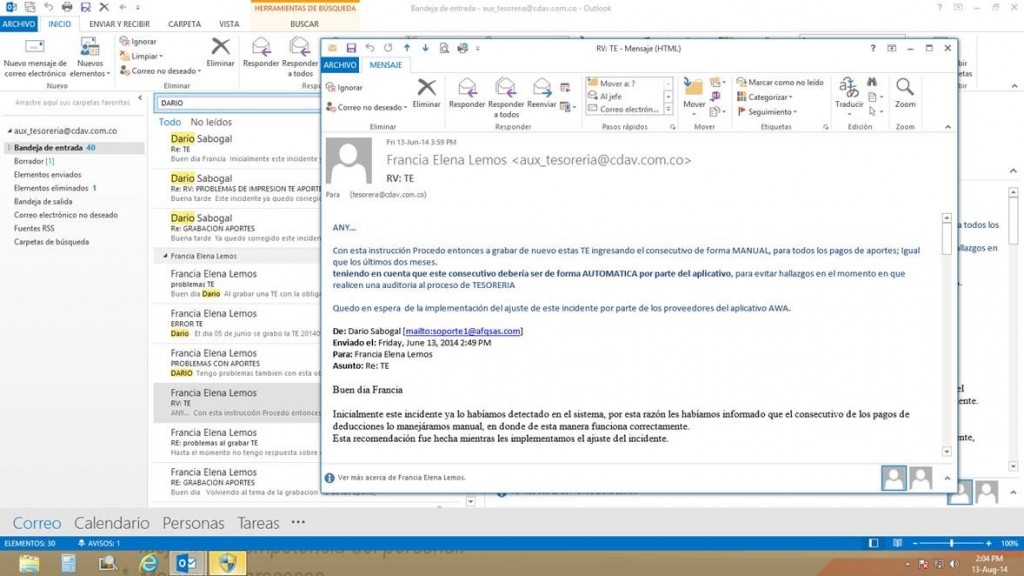 HERRAMIENTAS DE BÚSQUEDA
Bandeja de entrada - aux_tesoreria@cdav.com.co - Outlook
ARCHIVO INICIO ENVIAR Y RECIBIR CARPETA VISTA BUSCAR
Nuevo mensaje de correo electrónico
Nuevos elementos
Nuevo
Ignorar
Limpiar
Correo no deseado
Eliminar
Eliminar
Responder
Responder a todos
Arrastre aquí sus carpetas favoritas
aux_tesoreria@cdav.com.co
Bandeja de entrada 40
Borrador [1]
Elementos enviados
Elementos eliminados 1
Bandeja de salida
Correo electrónico no deseado
Fuentes RSS
Carpetas de búsqueda
DARIO
Todo No leídos
Dario Sabogal
Re: TE
Buen dia Francia Inicialmente este incidente y
Dario Sabogal
Re: RV: PROBLEMAS DE IMPRESION TE APORTE
Buena tarde Este incidente ya quedo corregid
Dario Sabogal
Re: GRABACION APORTES
Buena tarde Ya quedo corregido este inciden
Francia Elena Lemos
Francia Elena Lemos
problemas TE
Buen dia Dario Al grabar una TE con la obliga
Francia Elena Lemos
ERROR TE
Dario El dia 05 de junio se grabo la TE 20140
Francia Elena Lemos
PROBLEMAS CON APORTES
DARIO Tengo problemas tambien con esta ob
Francia Elena Lemos
RV: TE
ANY... Con esta instrucción Procedo entonces
Francia Elena Lemos
RE: problemas al grabar TE
Hasta el momento no tengo respuesta sobre
Francia Elena Lemos
RE: GRABACION APORTES
Buen dia Volviendo al tema de la grabacion
RV: TE - Mensaje (HTML)
ARCHIVO MENSAJE
Ignorar
Correo no deseado
Eliminar
Eliminar
Responder
Responder a todos
Reenviar
Responder
Mover a: ?
Al jefe
Correo electrón...
Pasos rápidos
Mover
Mover
Marcar como no leído
Categorizar
Seguimiento
Etiquetas
Traducir
Edición
Zoom
Zoom
Fri 13-Jun-14 3:59 PM
Francia Elena Lemos <aux_tesoreria@cdav.com.co>
RV: TE
Para (tesorera@cdav.com.co)
ANY...
Con esta instrucción Procedo entonces a grabar de nuevo estas TE ingresando el consecutivo de forma MANUAL, para todos los pagos de aportes; Igual
que los últimos dos meses.
teniendo en cuenta que este consecutivo debería ser de forma AUTOMATICA por parte del aplicativo, para evitar hallazgos en el momento en que
realicen una auditoria al proceso de TESORERIA
Quedo en espera de la implementación del ajuste de este incidente por parte de los proveedores del aplicativo AWA.
De: Dario Sabogal [mailto:soporte1@afqsas.com]
Enviado el: Friday, June 13, 2014 2:49 PM
Para: Francia Elena Lemos
Asunto: Re: TE
Buen dia Francia
Inicialmente este incidente ya lo habíamos detectado en el sistema, por esta razón les habíamos informado que el consecutivo de los pagos de
deducciones lo manejáramos manual, en donde de esta manera funciona correctamente.
Esta recomendación fue hecha mientras les implementamos el ajuste del incidente.
Ver más acerca de Francia Elena Lemos.
a todos los
allazgos en
Correo Calendario Personas Tareas
ELEMENTOS: 30 AVISOS: 1
100%
2:04 PM
13-Aug-14